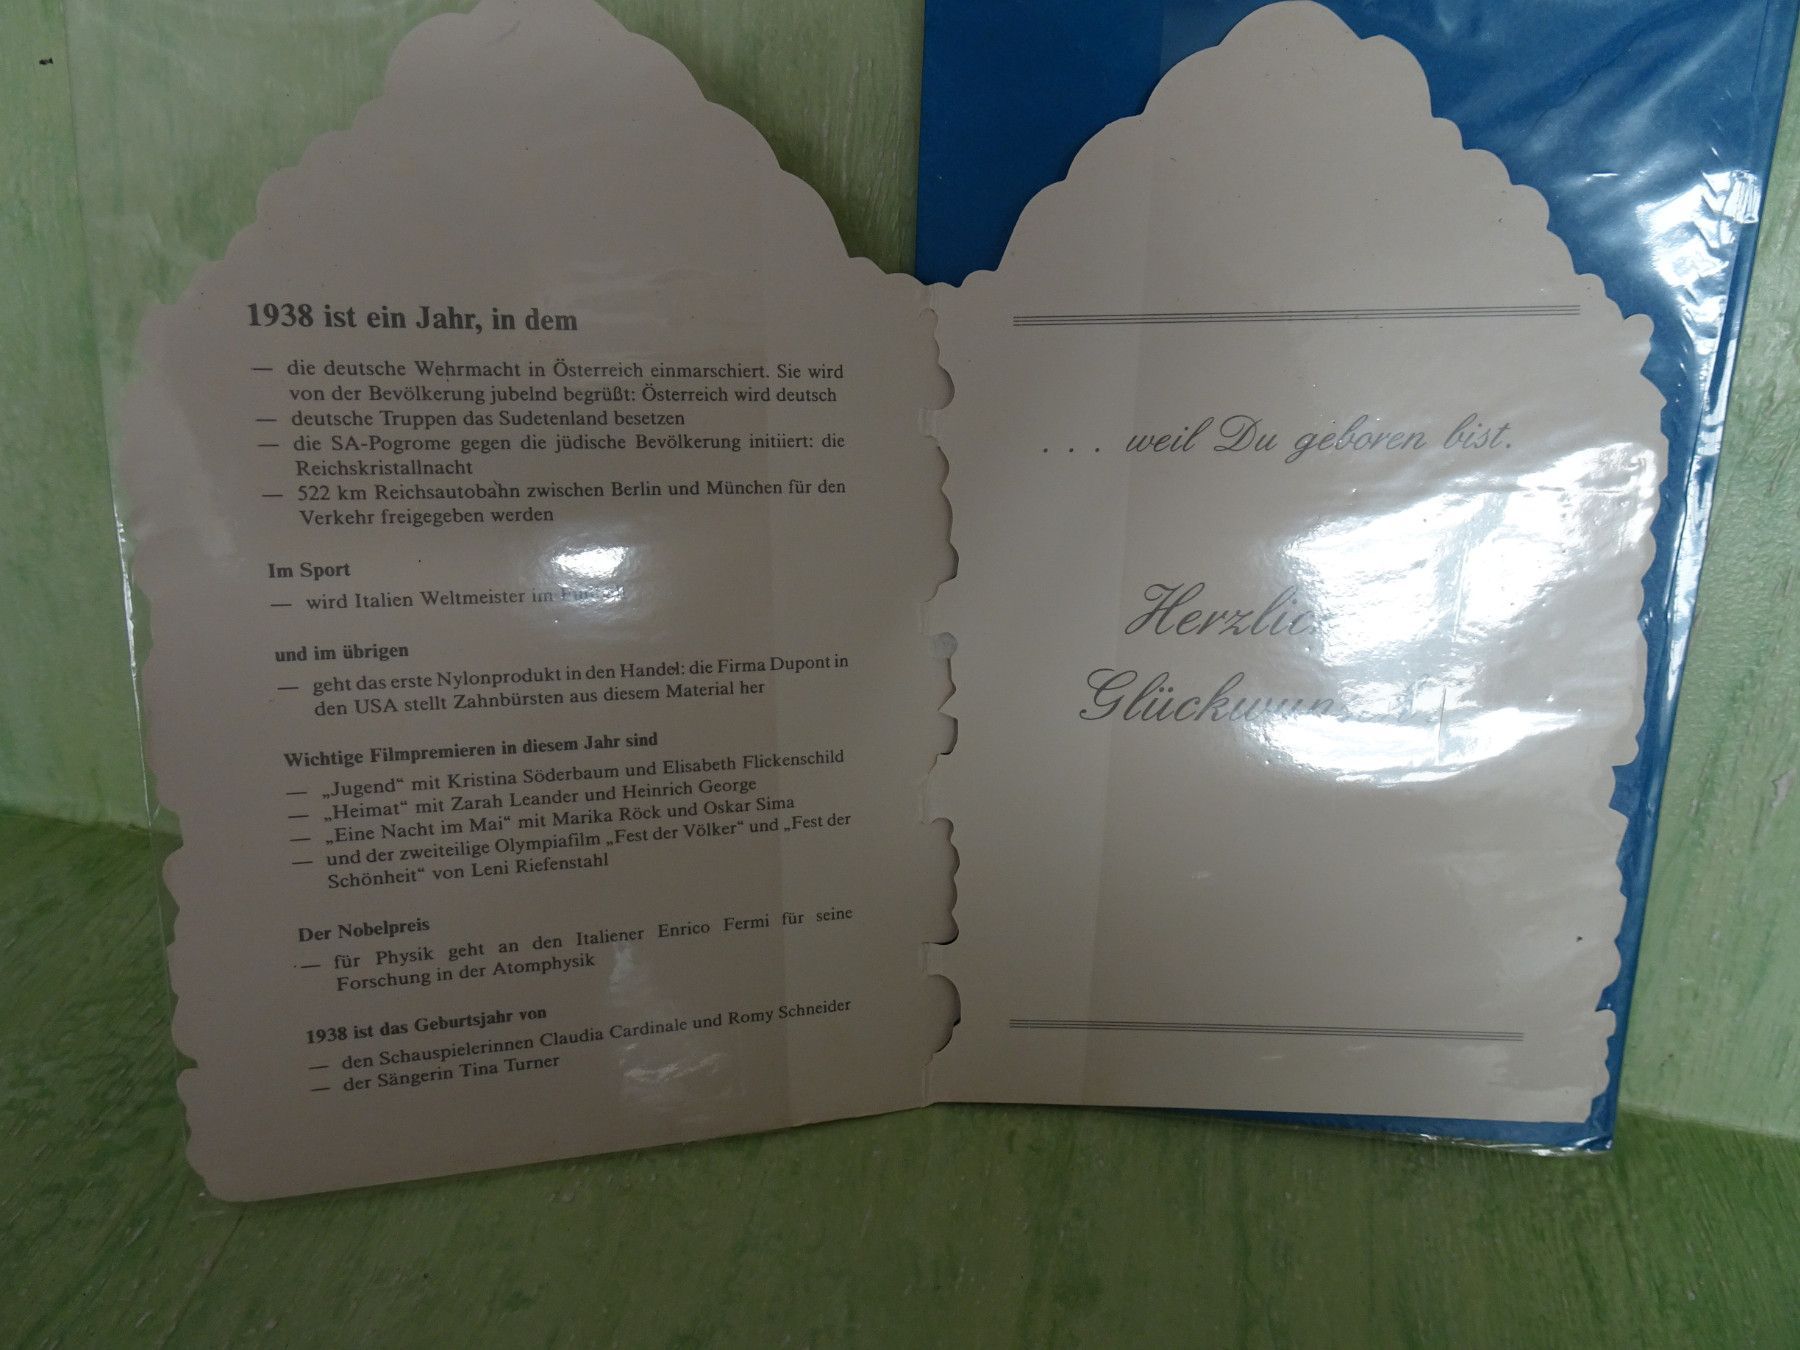 1938 ist ein Jahr, in dem
— die deutsche Wehrmacht in Österreich einmarschiert. Sie wird
von der Bevölkerung jubelnd begrüßt: Österreich wird deutsch
— deutsche Truppen das Sudetenland besetzen
— die SA-Pogrome gegen die jüdische Bevölkerung initiiert: die
Reichskristallnacht
— 522 km Reichsautobahn zwischen Berlin und München für den
Verkehr freigegeben werden
Im Sport
— wird Italien Weltmeister im
und im übrigen
— geht das erste Nylonprodukt in den Handel: die Firma Dupont in
den USA stellt Zahnbürsten aus diesem Material her
Wichtige Filmpremieren in diesem Jahr sind
— „Jugend“ mit Kristina Söderbaum und Elisabeth Flickenschild
— „Heimat“ mit Zarah Leander und Heinrich George
— „Eine Nacht im Mai“ mit Marika Röck und Oskar Sima
— und der zweiteilige Olympiafilm „Fest der Völker“ und „Fest der
Schönheit“ von Leni Riefenstahl
Der Nobelpreis
— für Physik geht an den Italiener Enrico Fermi für seine
Forschung in der Atomphysik
1938 ist das Geburtsjahr von
— den Schauspielerinnen Claudia Cardinale und Romy Schneider
— der Sängerin Tina Turner
. . . weil Du geboren bist.